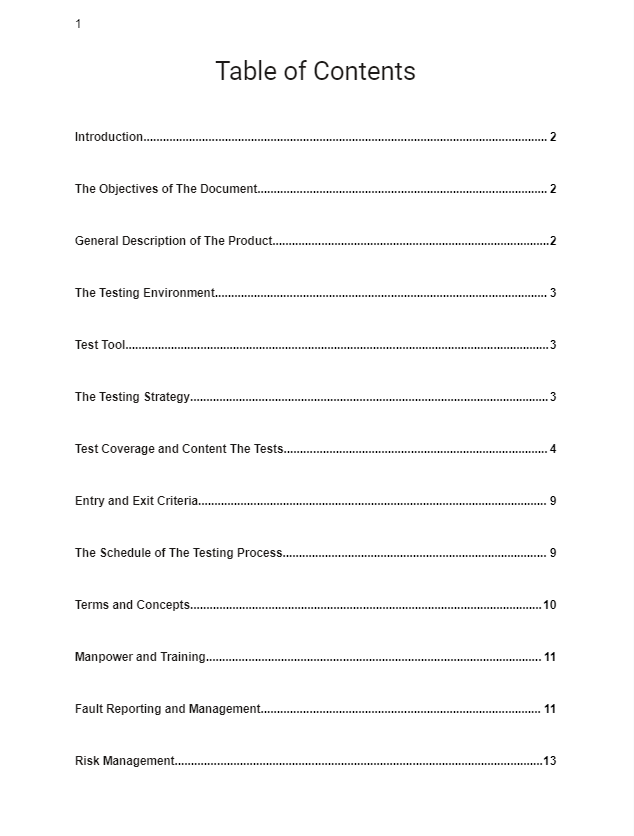 1
Table of Contents
Introduction............................................................................................................................ 2
The Objectives of The Document......................................................................................... 2
General Description of The Product.....................................................................................2
The Testing Environment...................................................................................................... 3
Test Tool..................................................................................................................................3
The Testing Strategy..............................................................................................................3
Test Coverage and Content The Tests................................................................................. 4
Entry and Exit Criteria........................................................................................................... 9
The Schedule of The Testing Process................................................................................. 9
Terms and Concepts............................................................................................................10
Manpower and Training....................................................................................................... 11
Fault Reporting and Management...................................................................................... 11
Risk Management.................................................................................................................13